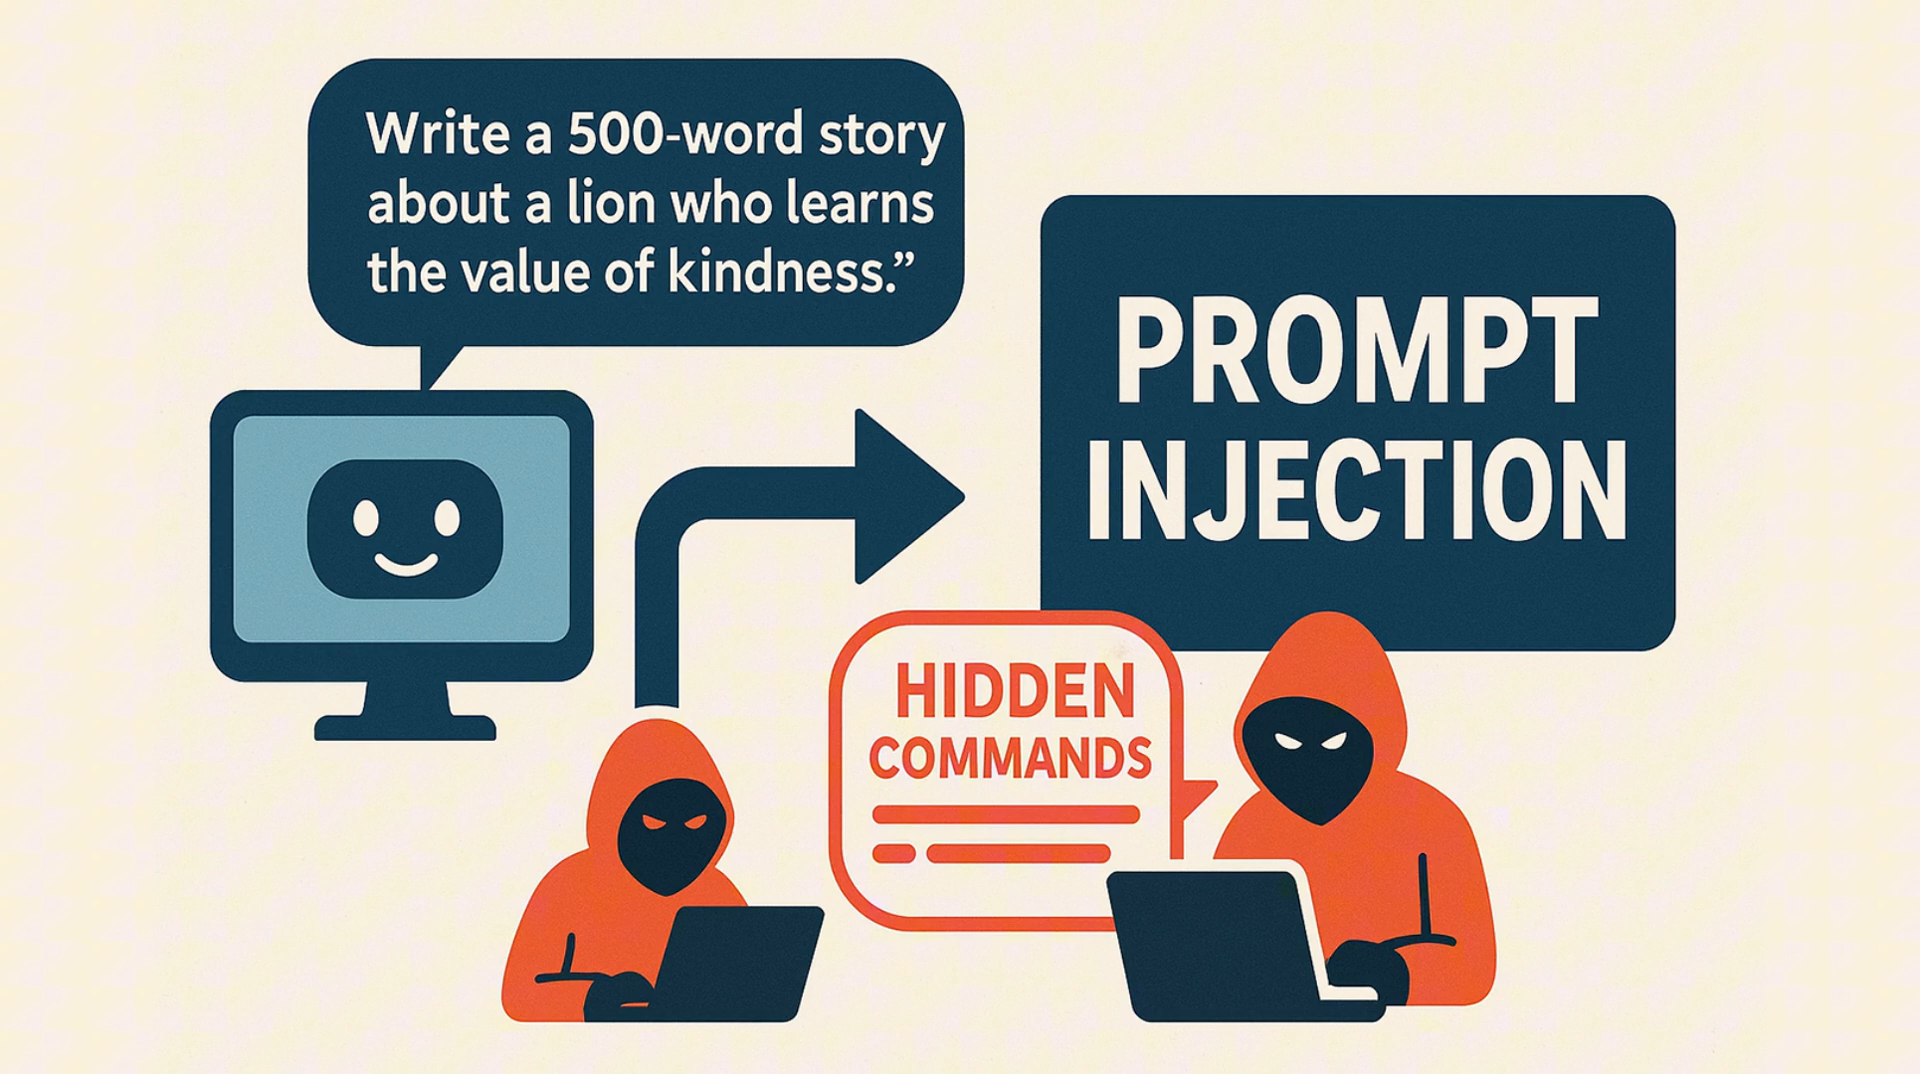 Write a 500-word story
about a lion who learns
the value of kindness.”
PROMPT
INJECTION
HIDDEN
COMMANDS